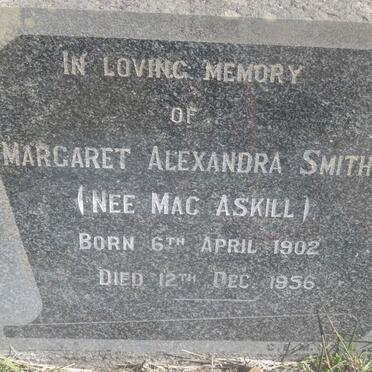 IN LOVING MEMORY
OF
MARGARET ALEXANDRA SMITH
(NEE MAC ASKILL)
BORN 6TH APRIL 1902
DIED 12TH DEC. 1956